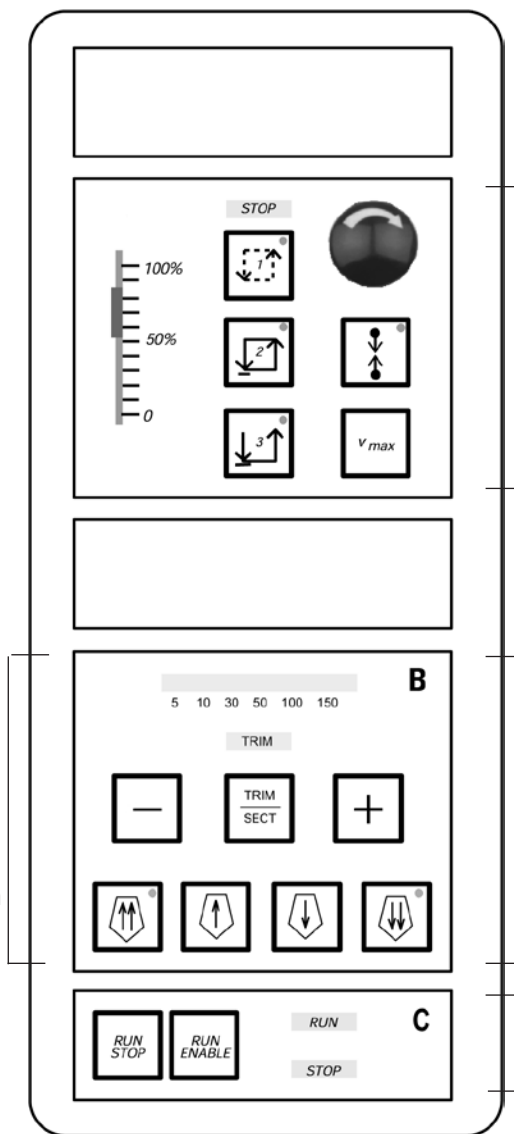 STOP
1
100%
2
50%
3
v max
0
B
5 10 30 50 100 150
TRIM
− TRIM +
SECT
RUN
STOP
RUN
ENABLE
RUN
C
STOP